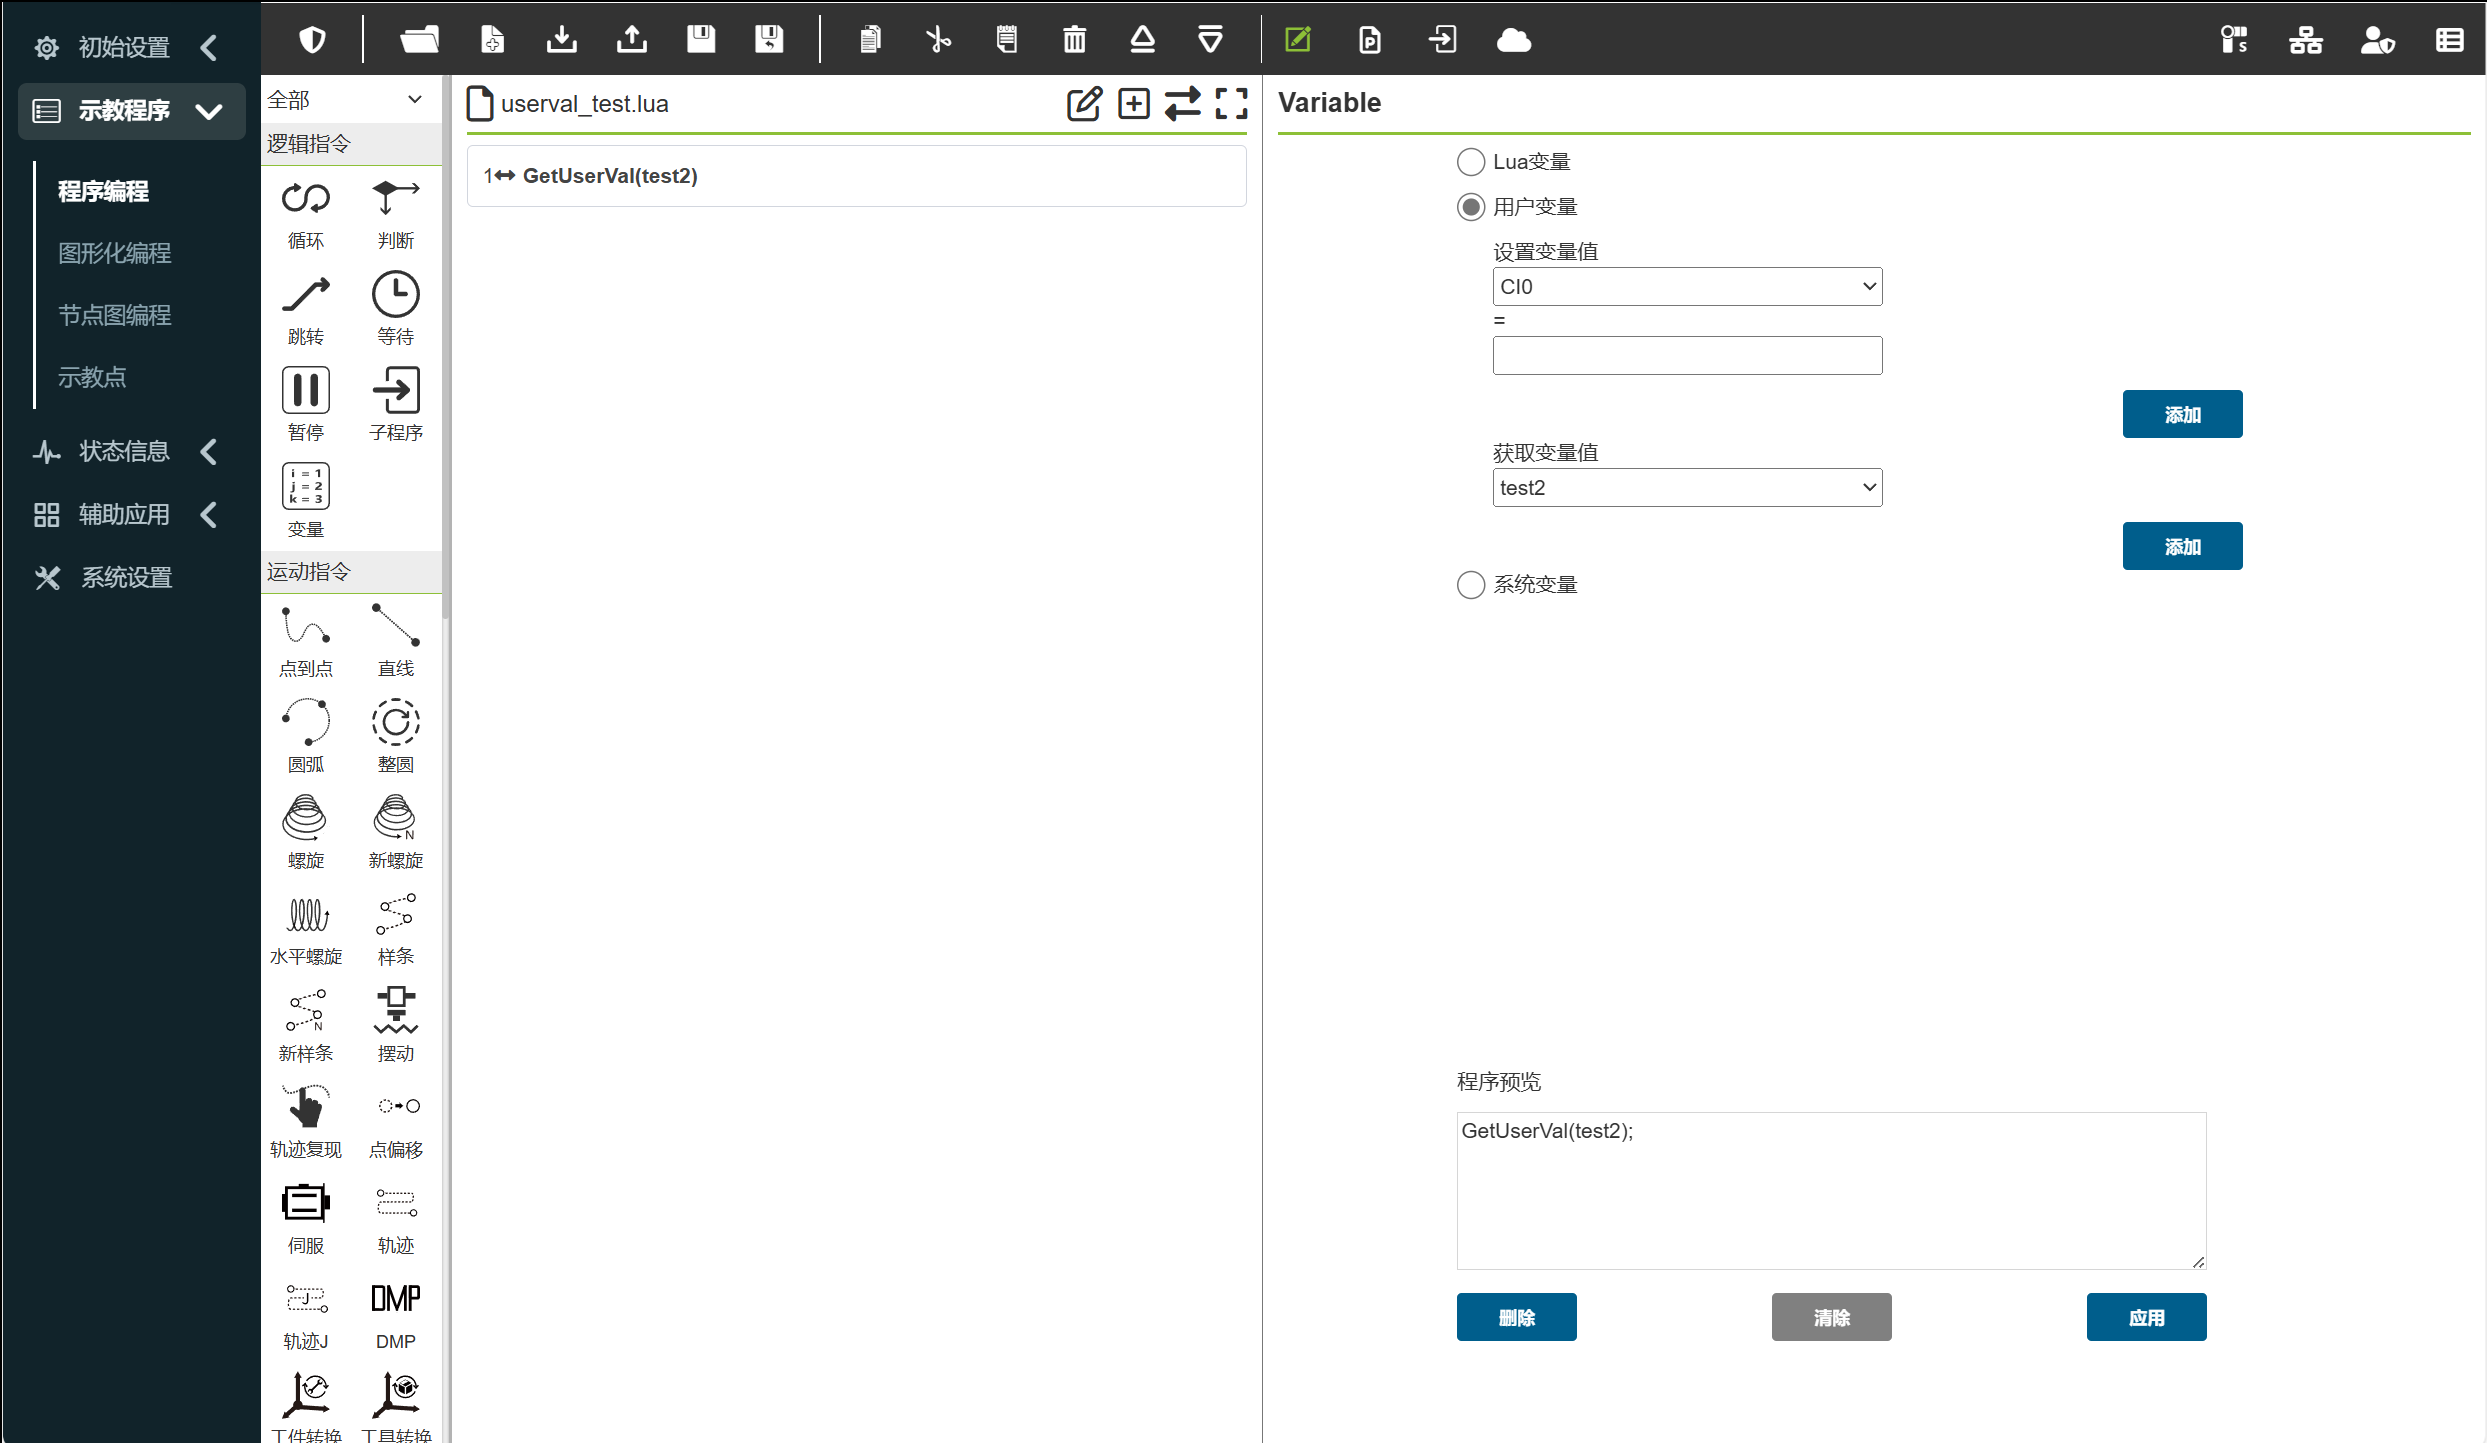 初始设置
示教程序
程序编程
图形化编程
节点图编程
示教点
状态信息
辅助应用
系统设置
全部
逻辑指令
循环
判断
跳转
等待
暂停
子程序
i = 1
j = 2
k = 3
变量
运动指令
点到点
直线
圆弧
整圆
螺旋
N
新螺旋
水平螺旋
样条
N
新样条
摆动
轨迹复现
点偏移
伺服
轨迹
J
轨迹J
DMP
DMP
工件转换
工具转换
userval_test.lua
1 GetUserVal(test2)
P
S
Variable
Lua变量
用户变量
设置变量值
CI0
=
添加
获取变量值
test2
添加
系统变量
程序预览
GetUserVal(test2);
删除
清除
应用